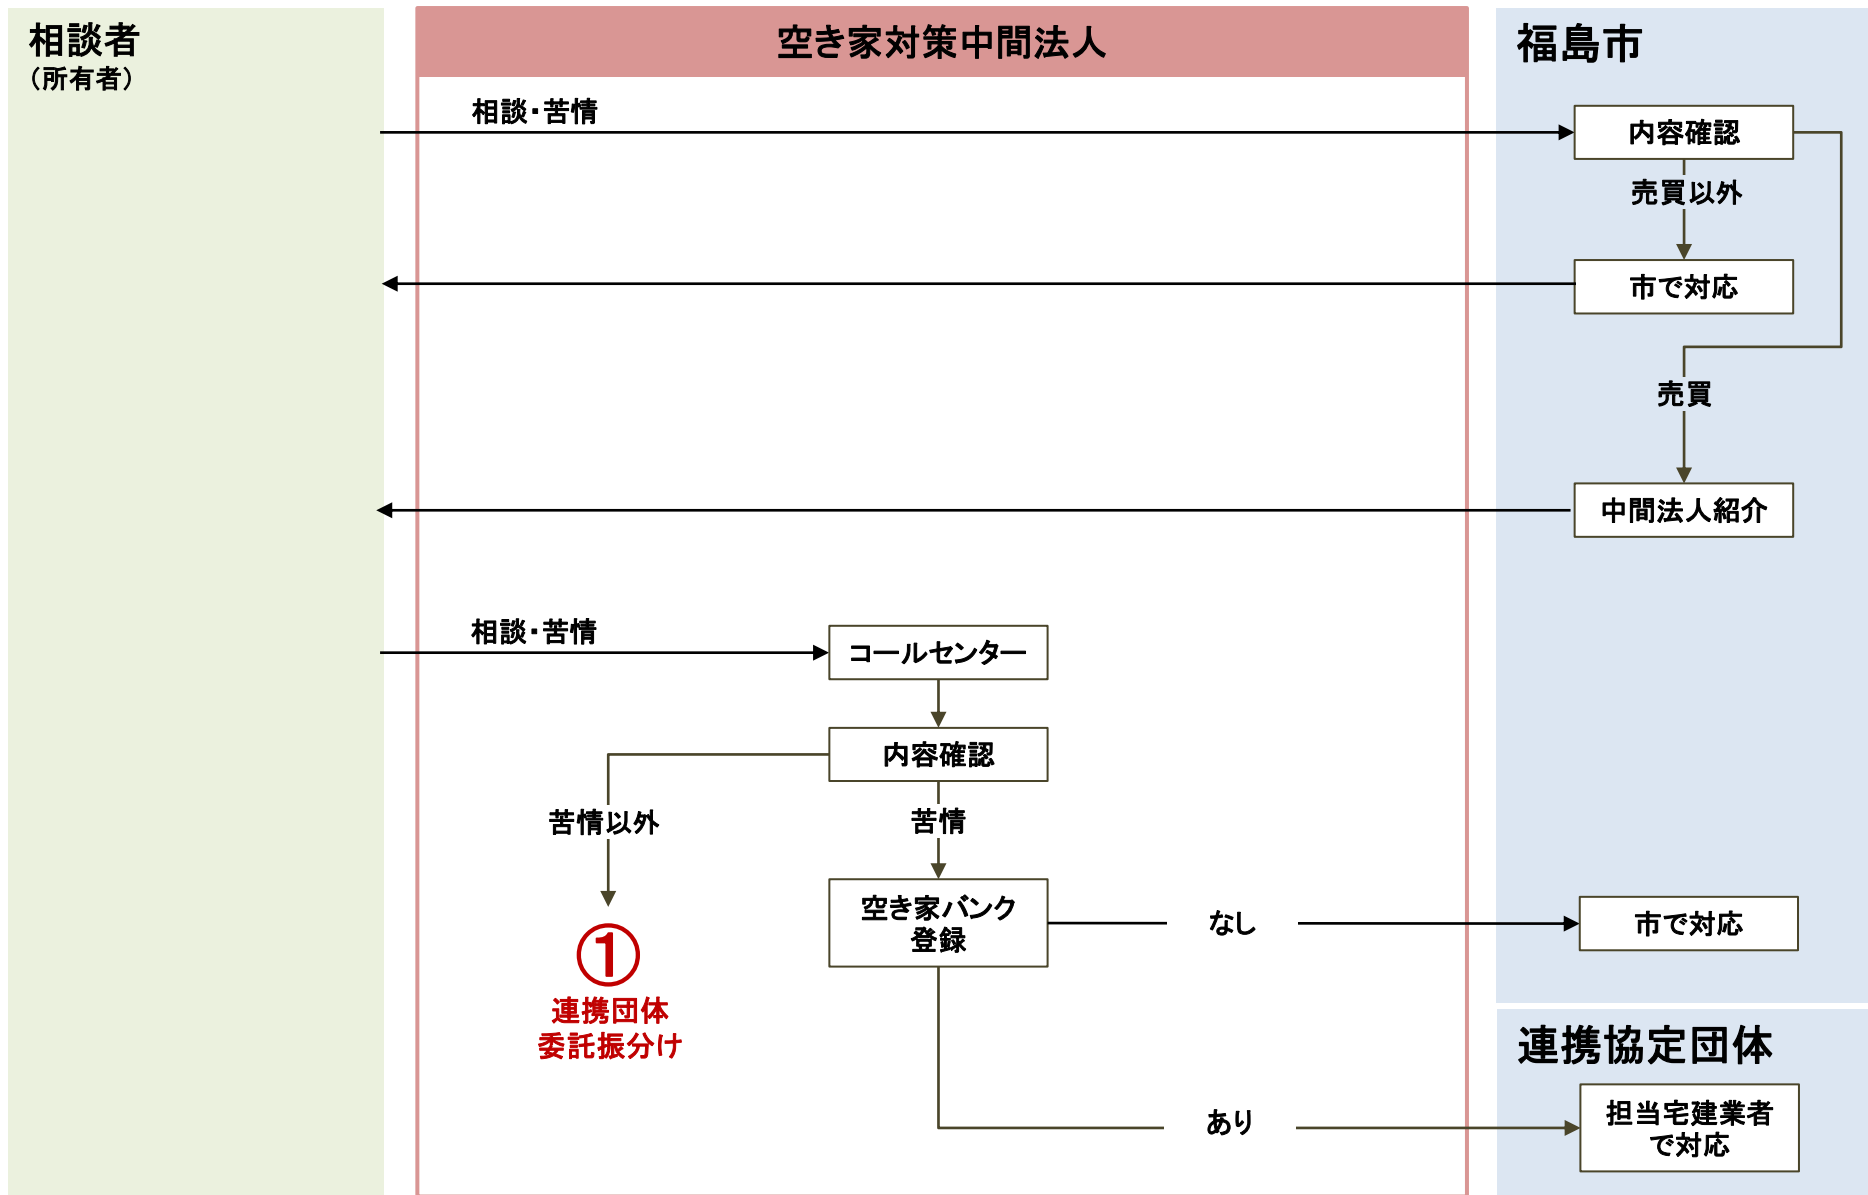 相談者
（所有者）
空き家対策中間法人
福島市
相談・苦情
内容確認
売買以外
市で対応
売買
中間法人紹介
相談・苦情
コールセンター
内容確認
苦情以外
苦情
空き家バンク
登録
なし
市で対応
①
連携団体
委託振分け
連携協定団体
あり
担当宅建業者
で対応